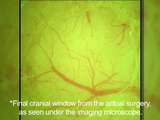 *Final cranial window from the actual surgery,
as seen under the imaging microscope.